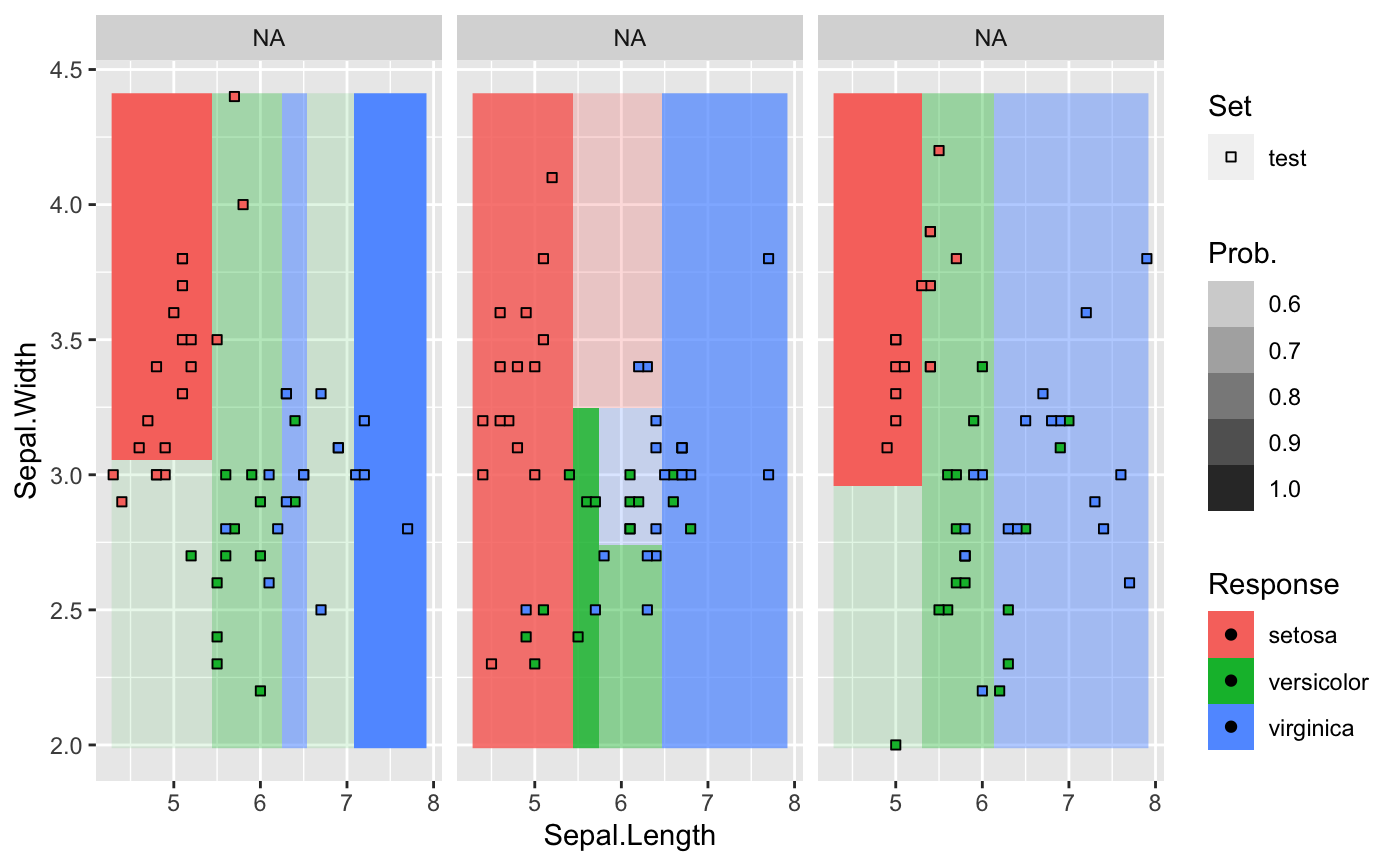 NA NA NA
4.5
4.0
3.5
3.0
2.5
2.0
Sepal.Width
5 6 7 8 5 6 7 8 5 6 7 8
Sepal.Length
Set
test
Prob.
0.6
0.7
0.8
0.9
1.0
Response
setosa
versicolor
virginica